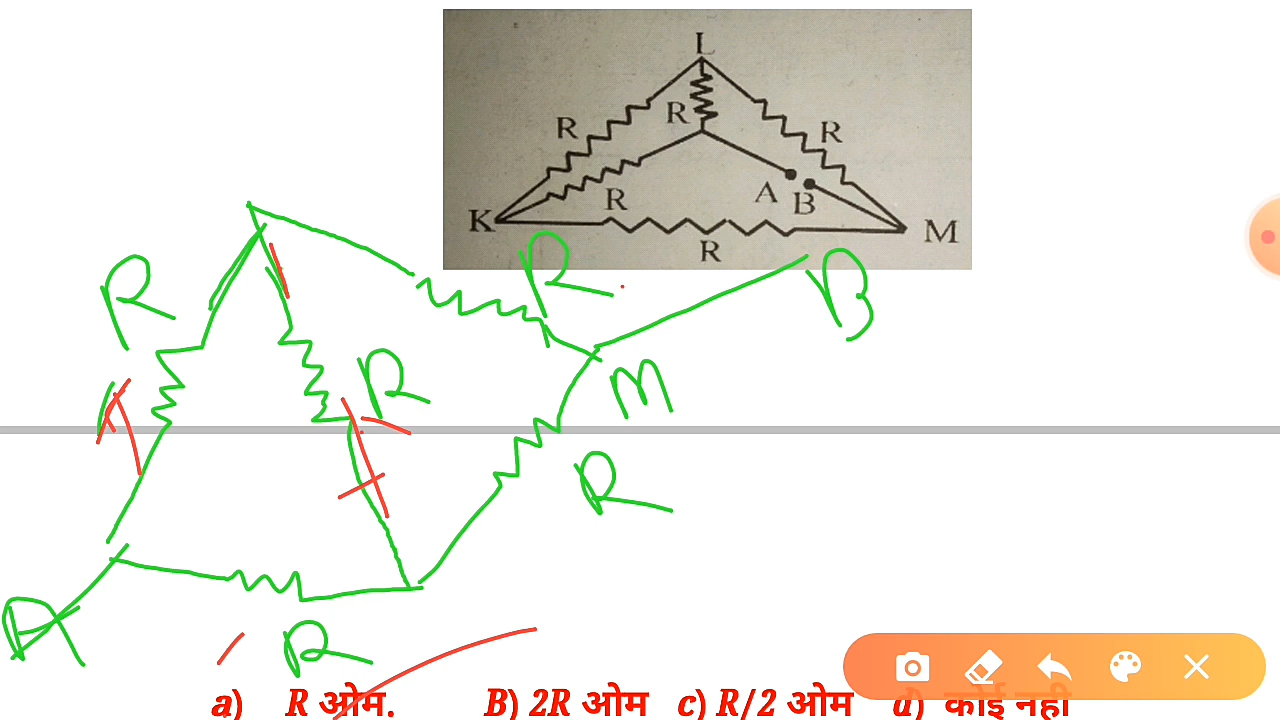 L
R R R
A B
R
K M
R
R R B
R M
R
A
R
a) R ओम. B) 2R ओम c) R/2 ओम d) कोई नही